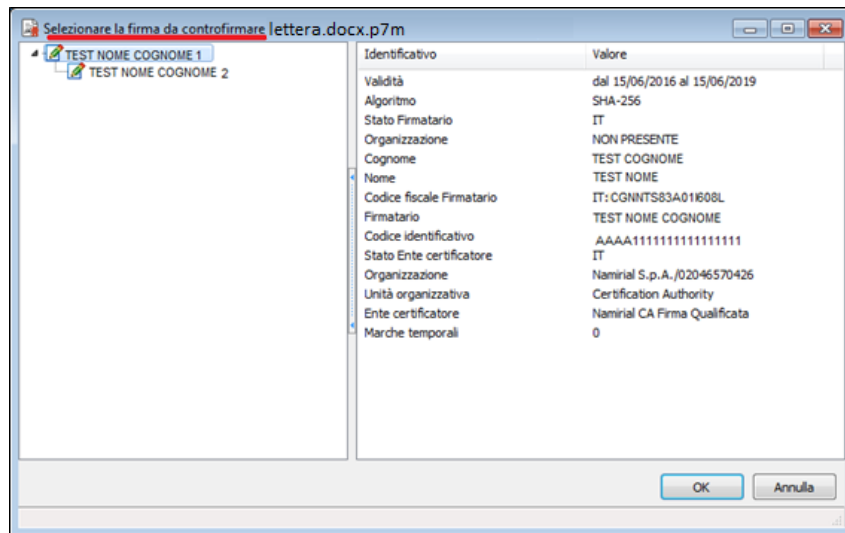 Selezionare la firma da controfirmare lettera.docx.p7m
TEST NOME COGNOME 1
TEST NOME COGNOME 2
Identificativo Valore
Validità dal 15/06/2016 al 15/06/2019
Algoritmo SHA-256
Stato Firmatario IT
Organizzazione NON PRESENTE
Cognome TEST COGNOME
Nome TEST NOME
Codice fiscale Firmatario IT:CGNNTS83A01I608L
Firmatario TEST NOME COGNOME
Codice identificativo AAAA1111111111111111
Stato Ente certificatore IT
Organizzazione Namirial S.p.A./02046570426
Unità organizzativa Certification Authority
Ente certificatore Namirial CA Firma Qualificata
Marche temporali 0
OK Annulla